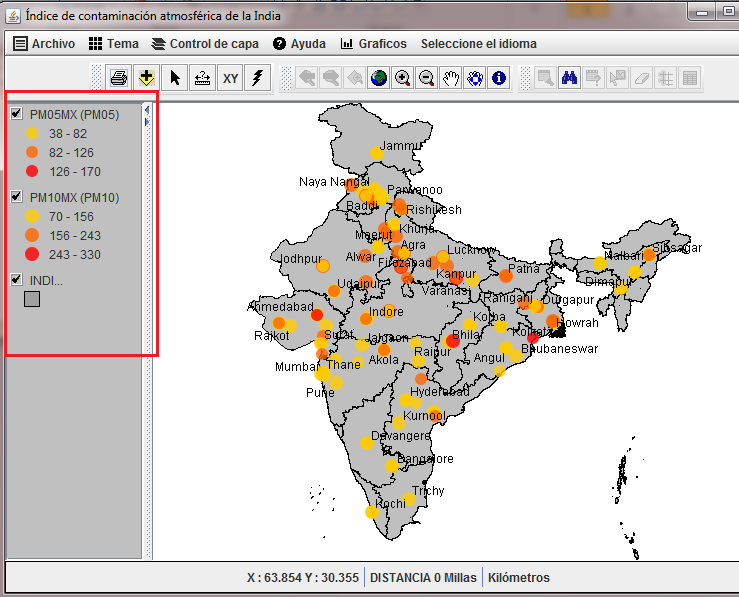 Índice de contaminación atmosférica de la India
Archivo Tema Control de capa Ayuda Graficos Seleccione el idioma
XY
PM05MX (PM05)
38 - 82
82 - 126
126 - 170
PM10MX (PM10)
70 - 156
156 - 243
243 - 330
INDI...
Jammu
Naya Nangal
Parwanoo
Baddi
Rishikesh
Meerut
Khurja
Agra
Alwar
Firozabad
Lucknow
Jodhpur
Kanpur
Patna
Nalbari
Sibsagar
Udaipur
Varanasi
Dimapur
Raniganj
Durgapur
Ahmedabad
Indore
Korba
Kolkata
Howrah
Rajkot
Surat
Jalgaon
Bhilai
Akola
Raipur
Angul
Bhubaneswar
Mumbai
Thane
Pune
Hyderabad
Kurnool
Davangere
Bangalore
Trichy
Kochi
X : 63.854 Y : 30.355 DISTANCIA 0 Millas Kilómetros